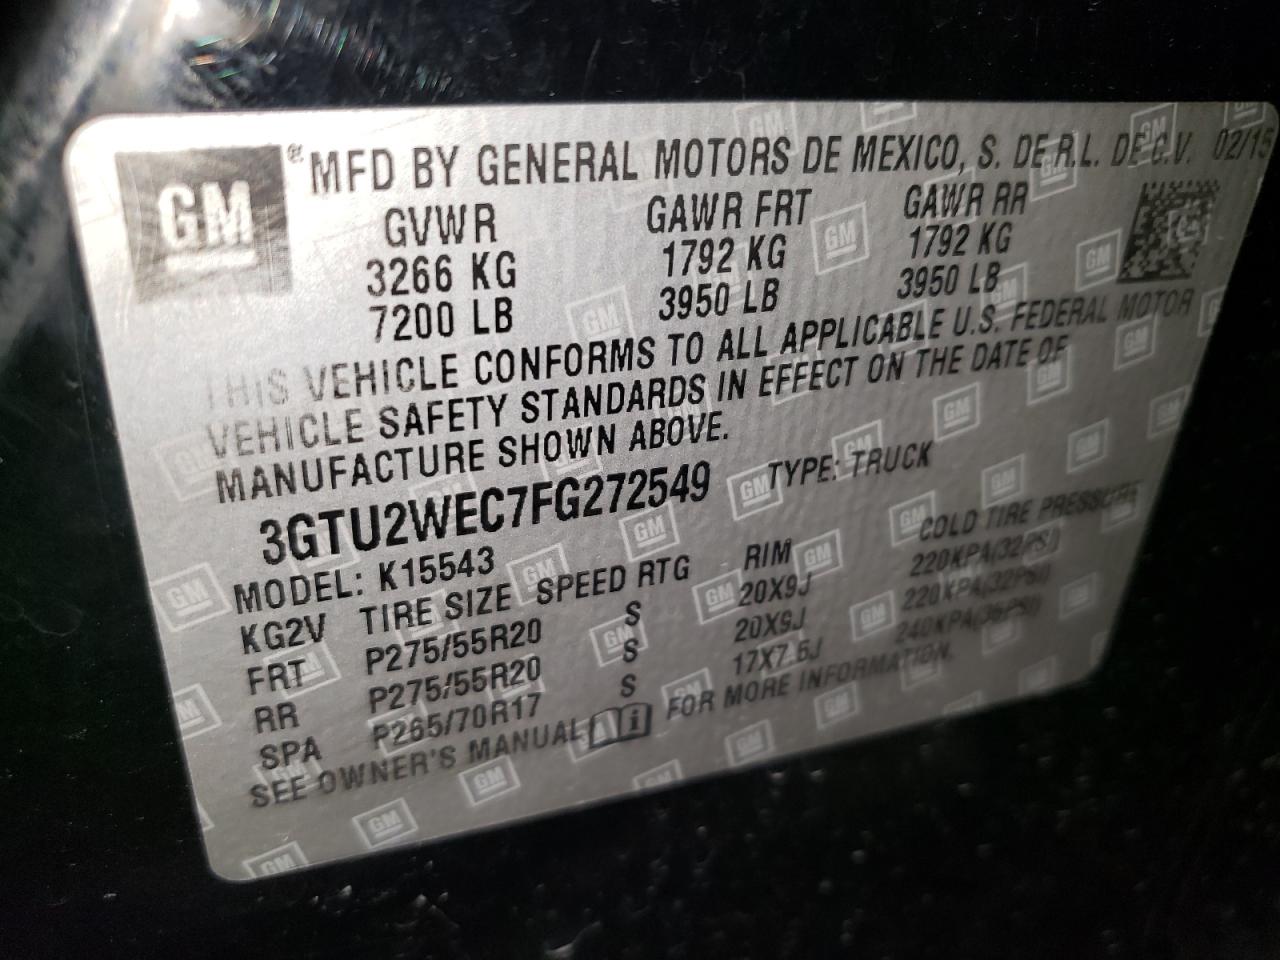 GM ® MFD BY GENERAL MOTORS DE MEXICO, S. DE R.L. DE C.V. 02/15
GVWR GAWR FRT GAWR RR
3266 KG 1792 KG 1792 KG
7200 LB 3950 LB 3950 LB
THIS VEHICLE CONFORMS TO ALL APPLICABLE U.S. FEDERAL MOTOR
VEHICLE SAFETY STANDARDS IN EFFECT ON THE DATE OF
MANUFACTURE SHOWN ABOVE.
3GTU2WEC7FG272549 TYPE: TRUCK
MODEL: K15543
KG2V TIRE SIZE SPEED RTG RIM COLD TIRE PRESSURE
FRT P275/55R20 S 20X9J 220KPA(32PSI)
RR P275/55R20 S 20X9J 220KPA(32PSI)
SPA P265/70R17 S 17X7.5J 240KPA(35PSI)
SEE OWNER'S MANUAL FOR MORE INFORMATION.